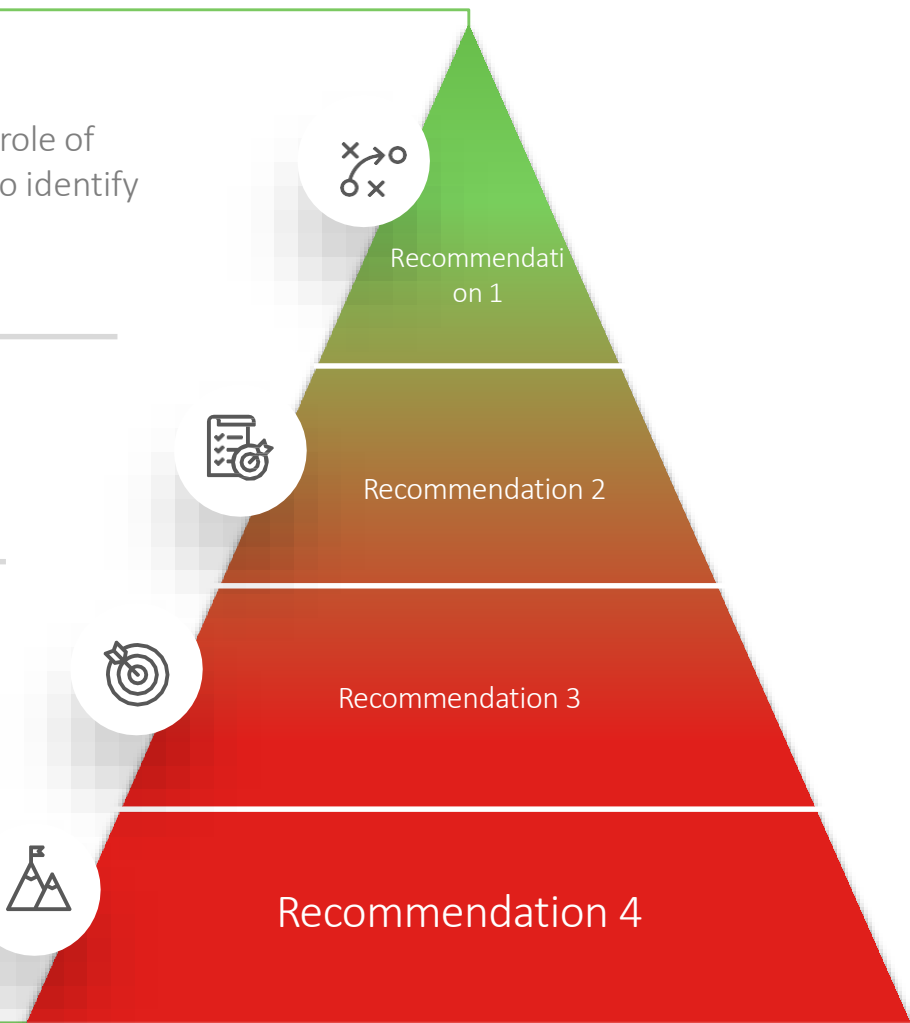 role of
o identify
Recommendati
on 1
Recommendation 2
Recommendation 3
Recommendation 4